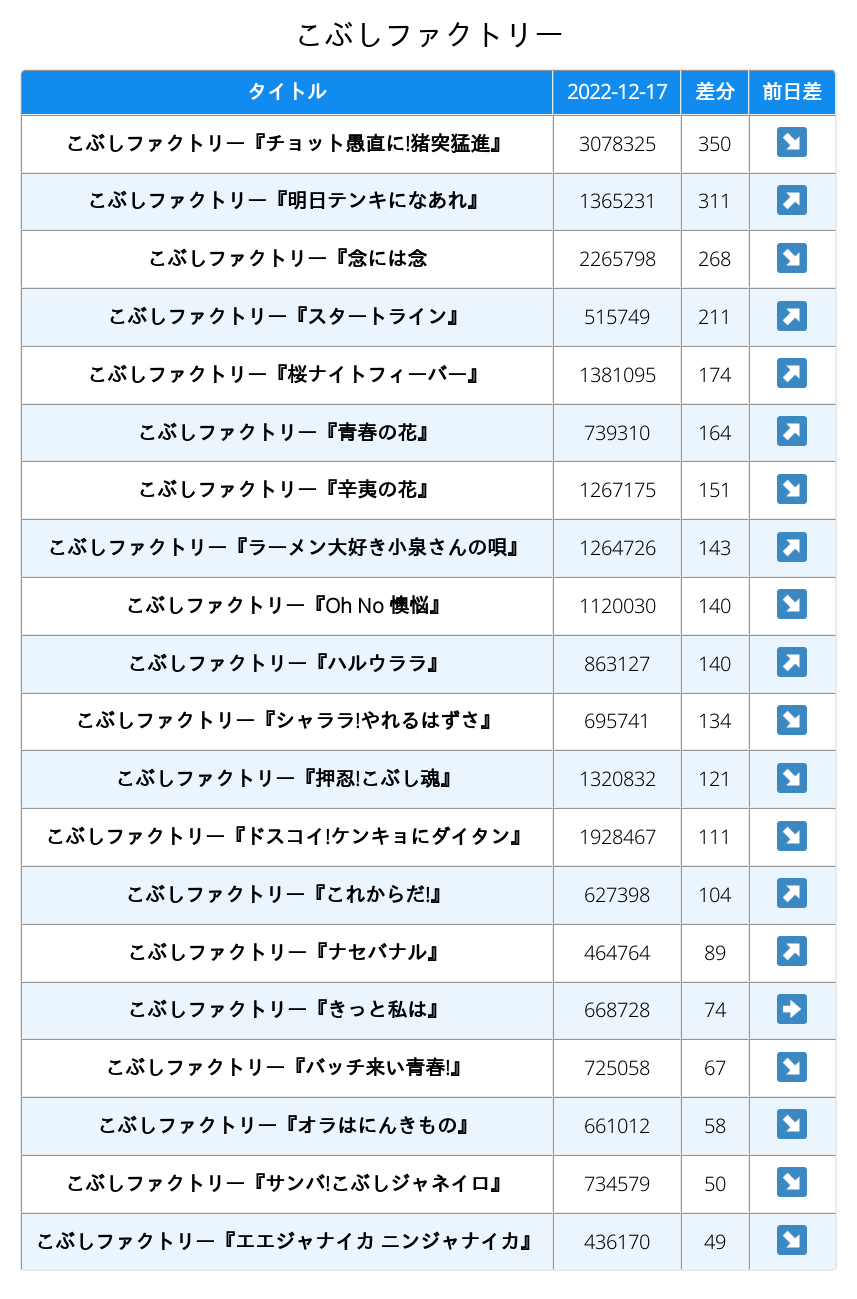 こぶしファクトリー
タイトル 2022-12-17 差分 前日差
こぶしファクトリー『チョット愚直に!猪突猛進』 3078325 350 ↘
こぶしファクトリー『明日テンキになあれ』 1365231 311 ↗
こぶしファクトリー『念には念 2265798 268 ↘
こぶしファクトリー『スタートライン』 515749 211 ↗
こぶしファクトリー『桜ナイトフィーバー』 1381095 174 ↗
こぶしファクトリー『青春の花』 739310 164 ↗
こぶしファクトリー『辛夷の花』 1267175 151 ↘
こぶしファクトリー『ラーメン大好き小泉さんの唄』 1264726 143 ↗
こぶしファクトリー『Oh No 懊悩』 1120030 140 ↘
こぶしファクトリー『ハルウララ』 863127 140 ↗
こぶしファクトリー『シャララ!やれるはずさ』 695741 134 ↘
こぶしファクトリー『押忍!こぶし魂』 1320832 121 ↘
こぶしファクトリー『ドスコイ!ケンキョにダイタン』 1928467 111 ↘
こぶしファクトリー『これからだ!』 627398 104 ↗
こぶしファクトリー『ナセバナル』 464764 89 ↗
こぶしファクトリー『きっと私は』 668728 74 ➡
こぶしファクトリー『バッチ来い青春!』 725058 67 ↘
こぶしファクトリー『オラはにんきもの』 661012 58 ↘
こぶしファクトリー『サンバ!こぶしジャネイロ』 734579 50 ↘
こぶしファクトリー『エエジャナイカ ニンジャナイカ』 436170 49 ↘